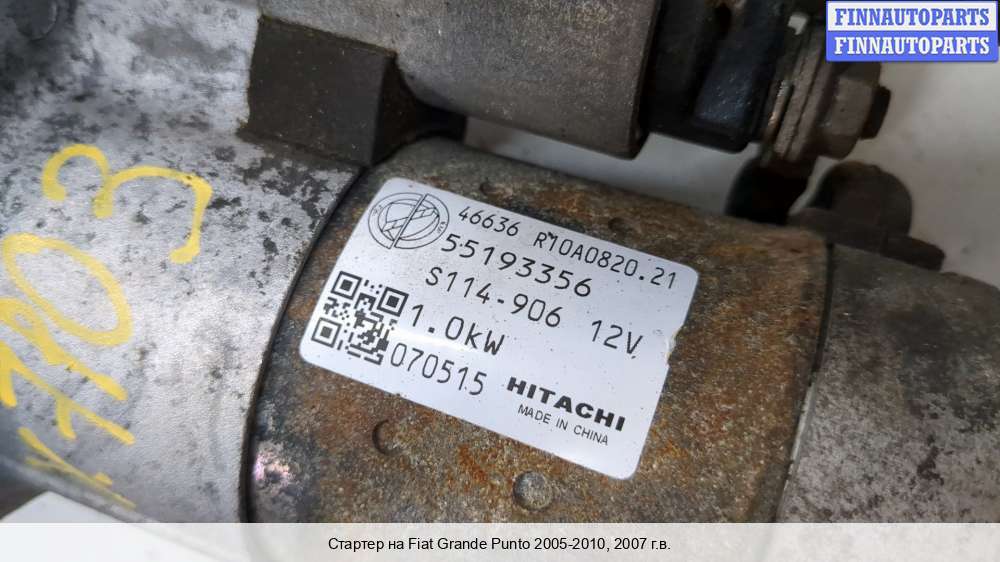 FINNAUTOPARTS
FINNAUTOPARTS
46636 R10A0820.21
55193356
S114-906 12V
1.0kW
070515
HITACHI
MADE IN CHINA
Стартер на Fiat Grande Punto 2005-2010, 2007 г.в.